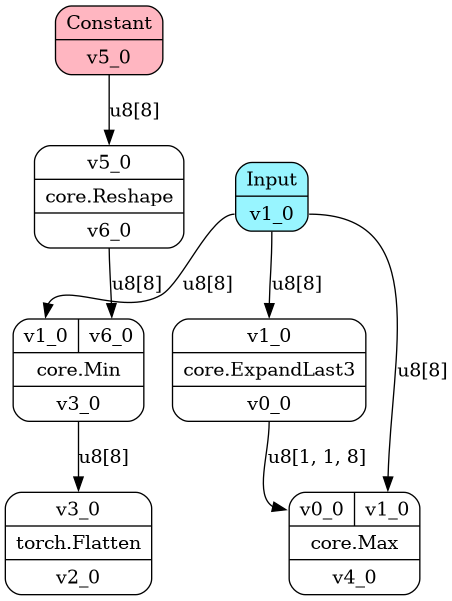 Constant
v5_0
u8[8]
v5_0
core.Reshape
v6_0
Input
v1_0
u8[8]
u8[8]
u8[8]
u8[8]
v1_0 v6_0
core.Min
v3_0
v1_0
core.ExpandLast3
v0_0
u8[8]
u8[1, 1, 8]
v3_0
torch.Flatten
v2_0
v0_0 v1_0
core.Max
v4_0